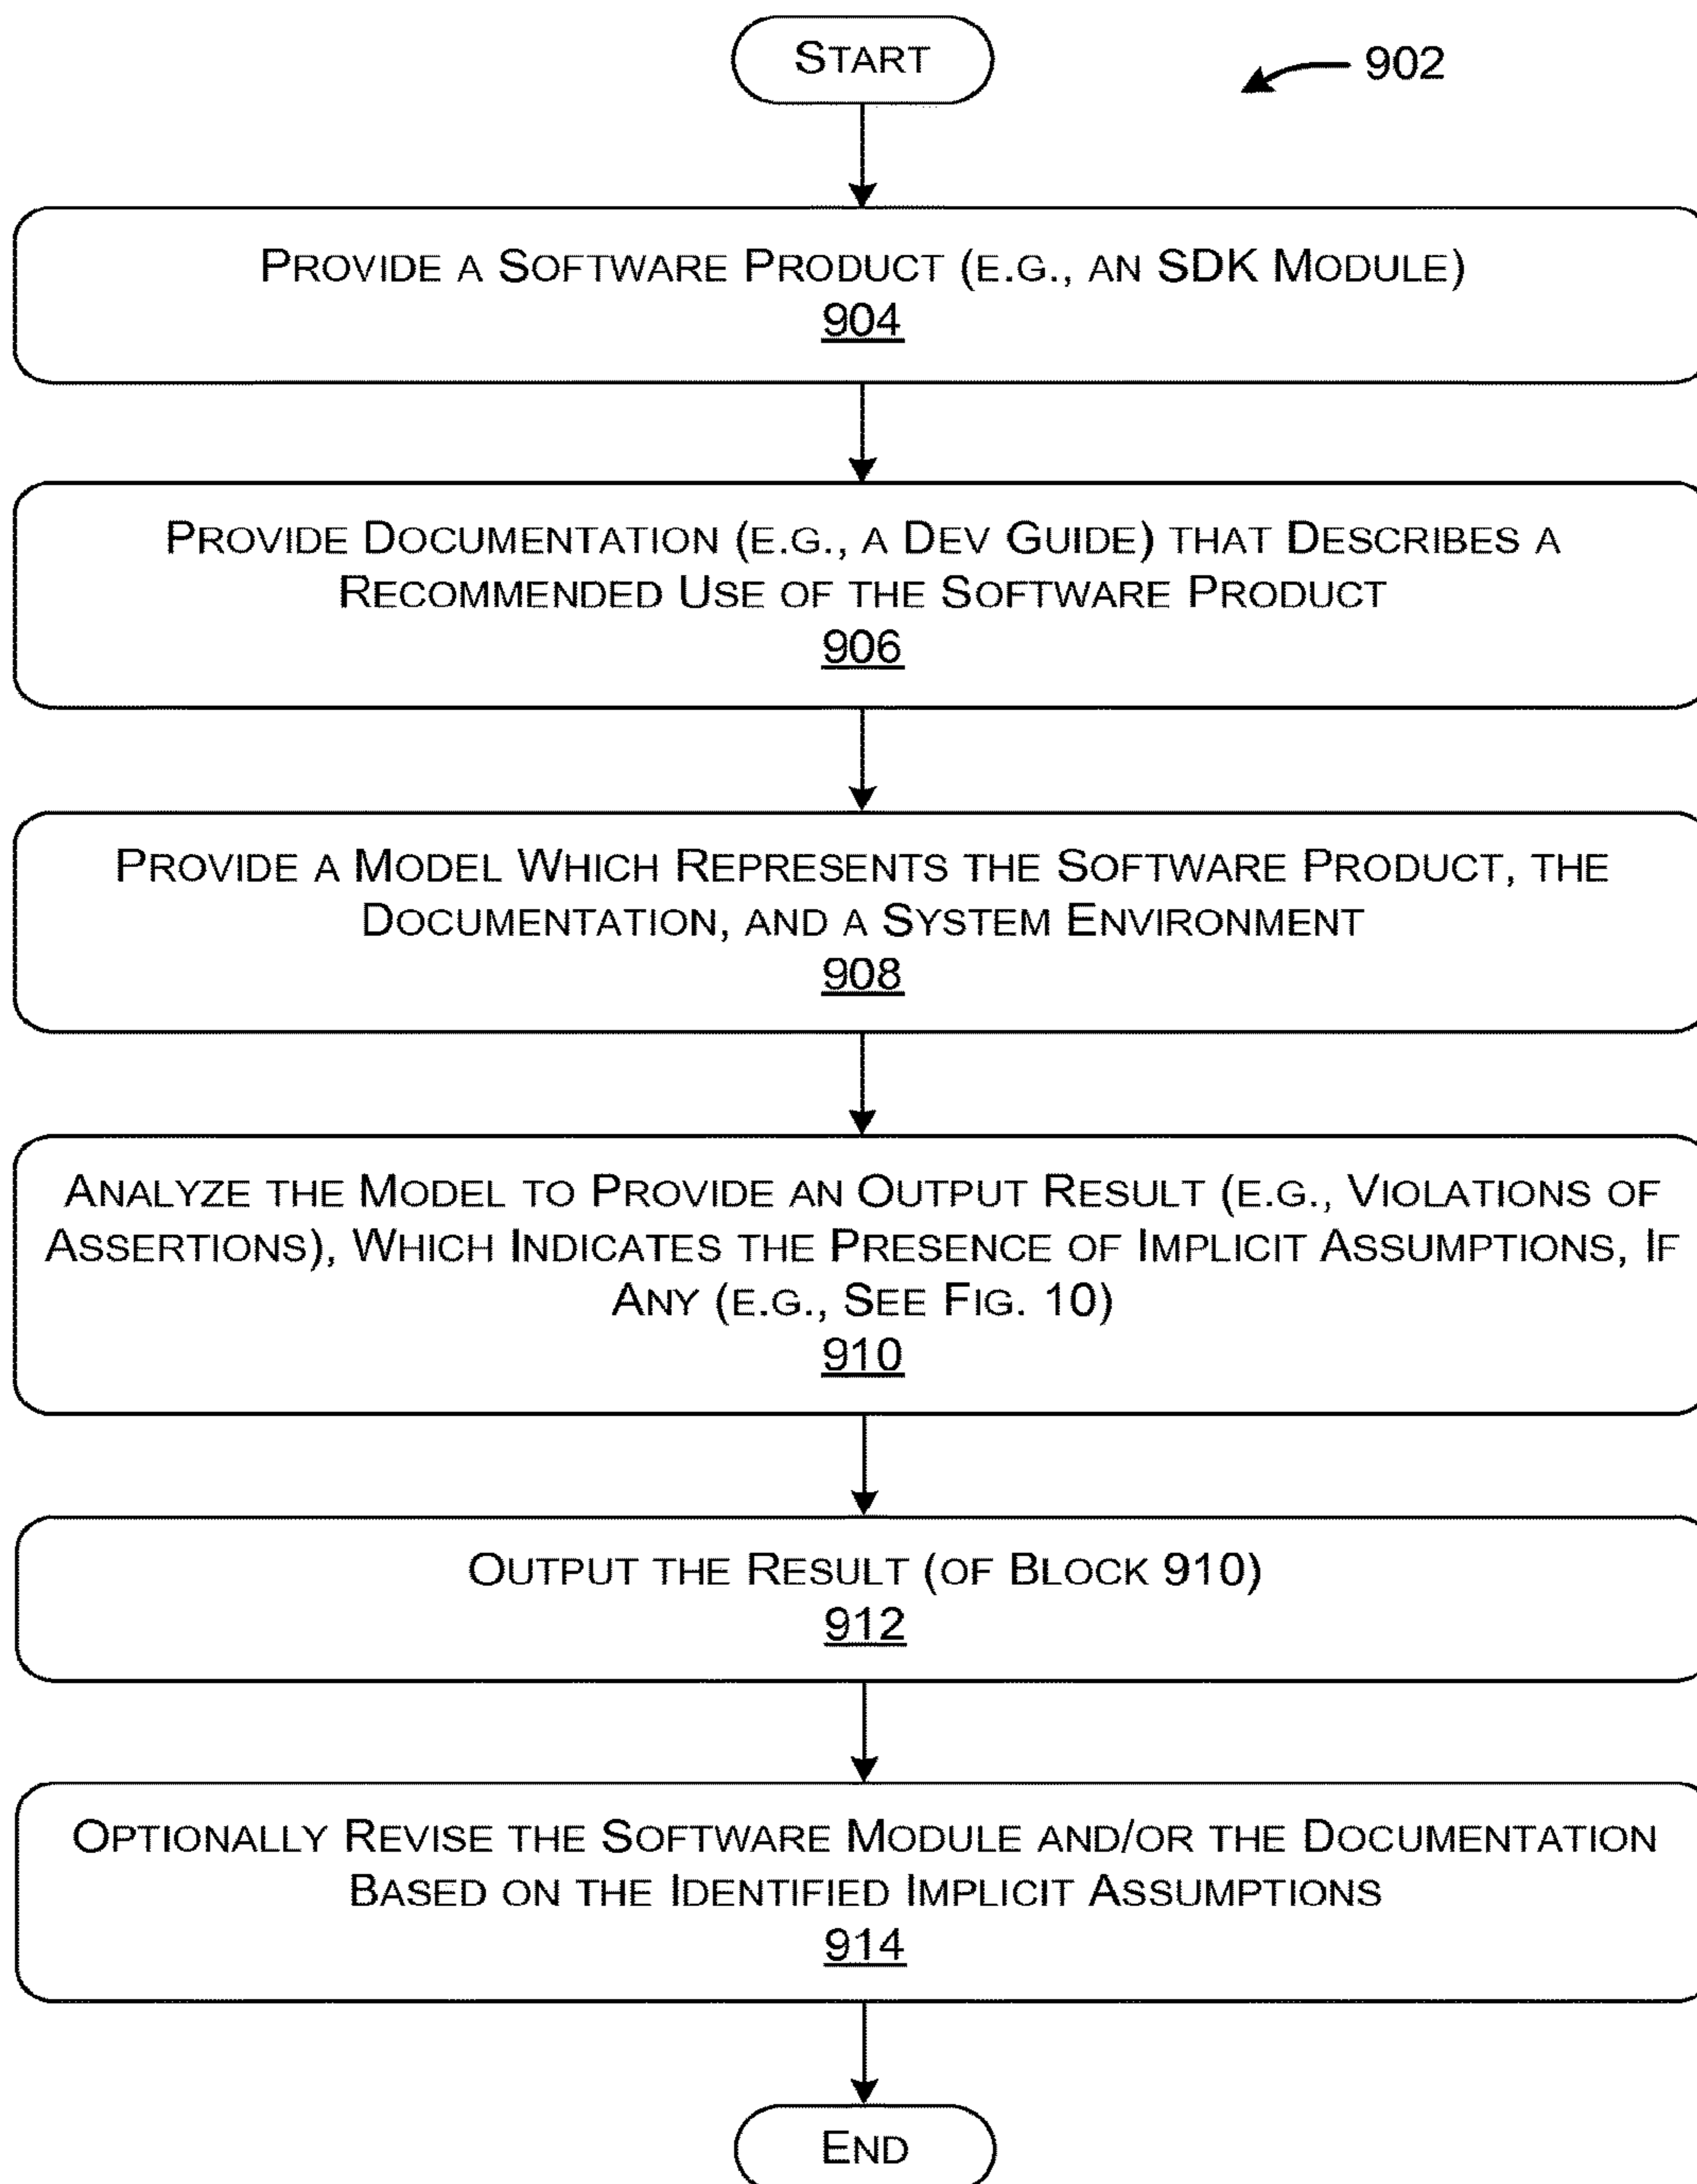 START
902
PROVIDE A SOFTWARE PRODUCT (E.G., AN SDK MODULE)
904
PROVIDE DOCUMENTATION (E.G., A DEV GUIDE) THAT DESCRIBES A
RECOMMENDED USE OF THE SOFTWARE PRODUCT
906
PROVIDE A MODEL WHICH REPRESENTS THE SOFTWARE PRODUCT, THE
DOCUMENTATION, AND A SYSTEM ENVIRONMENT
908
ANALYZE THE MODEL TO PROVIDE AN OUTPUT RESULT (E.G., VIOLATIONS OF
ASSERTIONS), WHICH INDICATES THE PRESENCE OF IMPLICIT ASSUMPTIONS, IF
ANY (E.G., SEE FIG. 10)
910
OUTPUT THE RESULT (OF BLOCK 910)
912
OPTIONALLY REVISE THE SOFTWARE MODULE AND/OR THE DOCUMENTATION
BASED ON THE IDENTIFIED IMPLICIT ASSUMPTIONS
914
END